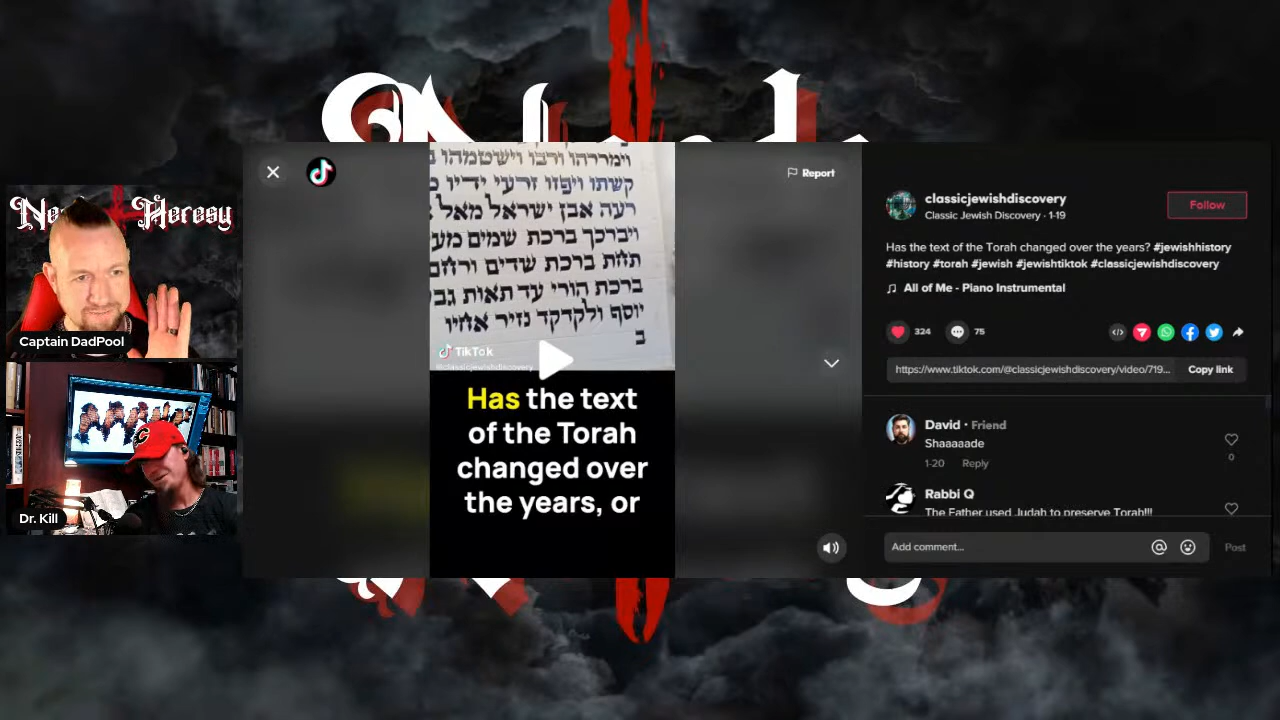 Ne Heresy
Captain DadPool
Dr. Kill
וימררהו ורבו וישטמהו ב
קשתו ויפזו זרעי ידיו מ
רעה אבן ישראל מאל
ויברכך ברכת שמים מע
תחת ברכת שדים ורחם
ברכת הורי עד תאות גב
יוסף ולקדקד נזיר אחיו
ב
TikTok
@classicjewishdiscovery
Has the text
of the Torah
changed over
the years, or
Report
classicjewishdiscovery
Classic Jewish Discovery · 1-19
Follow
Has the text of the Torah changed over the years? #jewishhistory
#history #torah #jewish #jewishtiktok #classicjewishdiscovery
All of Me - Piano Instrumental
324
75
https://www.tiktok.com/@classicjewishdiscovery/video/719...
Copy link
David · Friend
Shaaaaade
1-20 Reply
0
Rabbi Q
The Father used Judah to preserve Torah!!!
Add comment...
Post